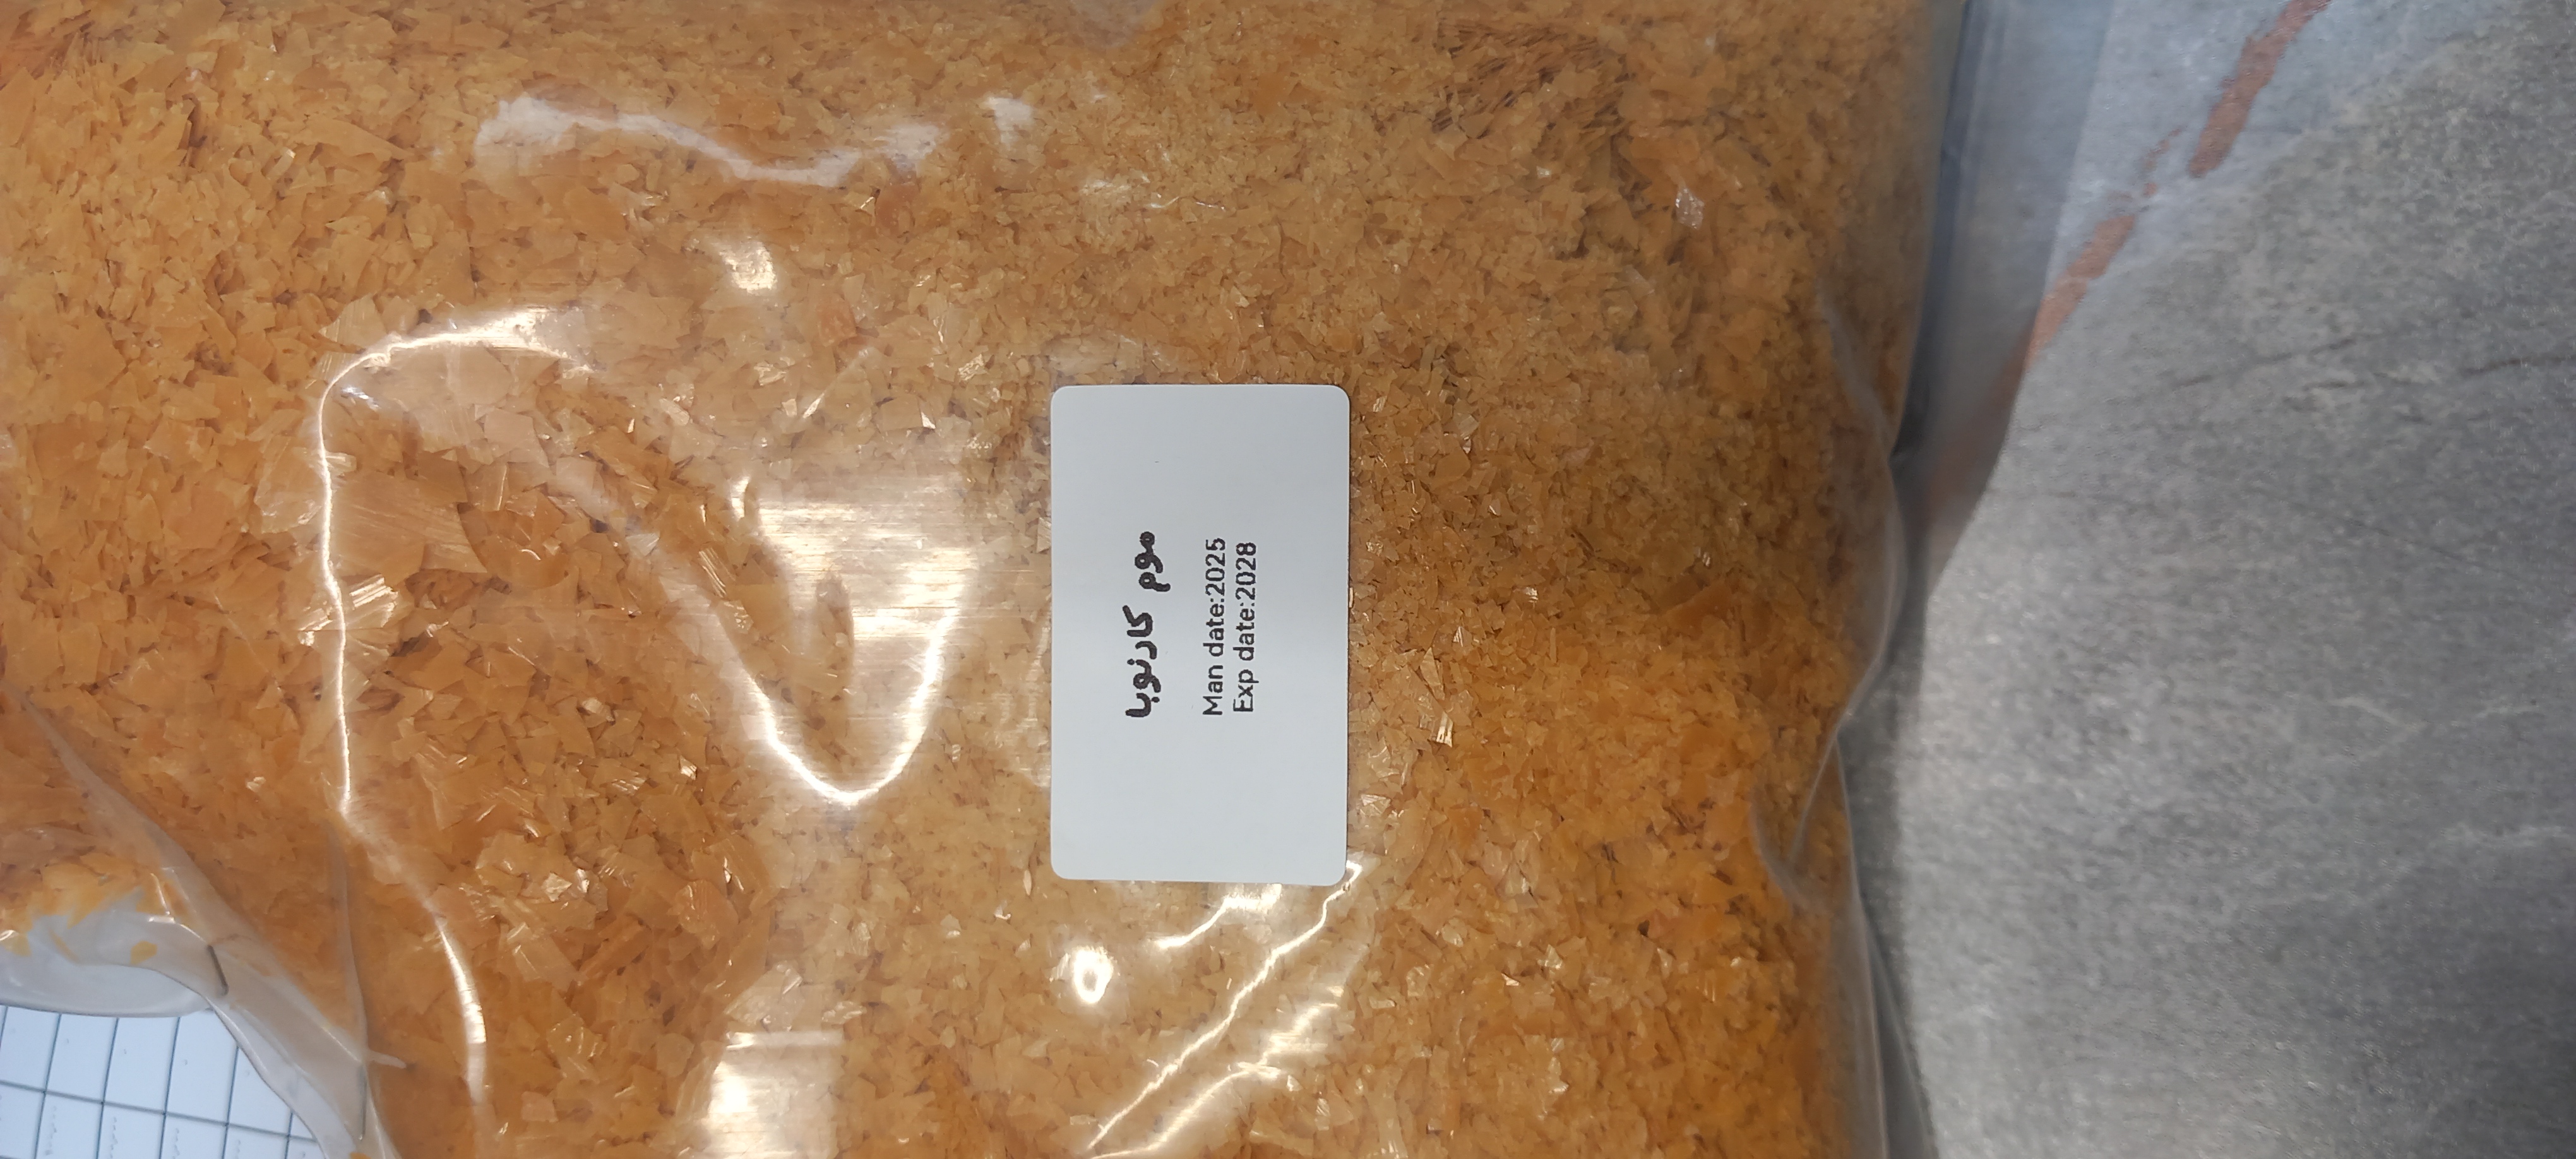 موم کارنوبا
Man date:2025
Exp date:2028